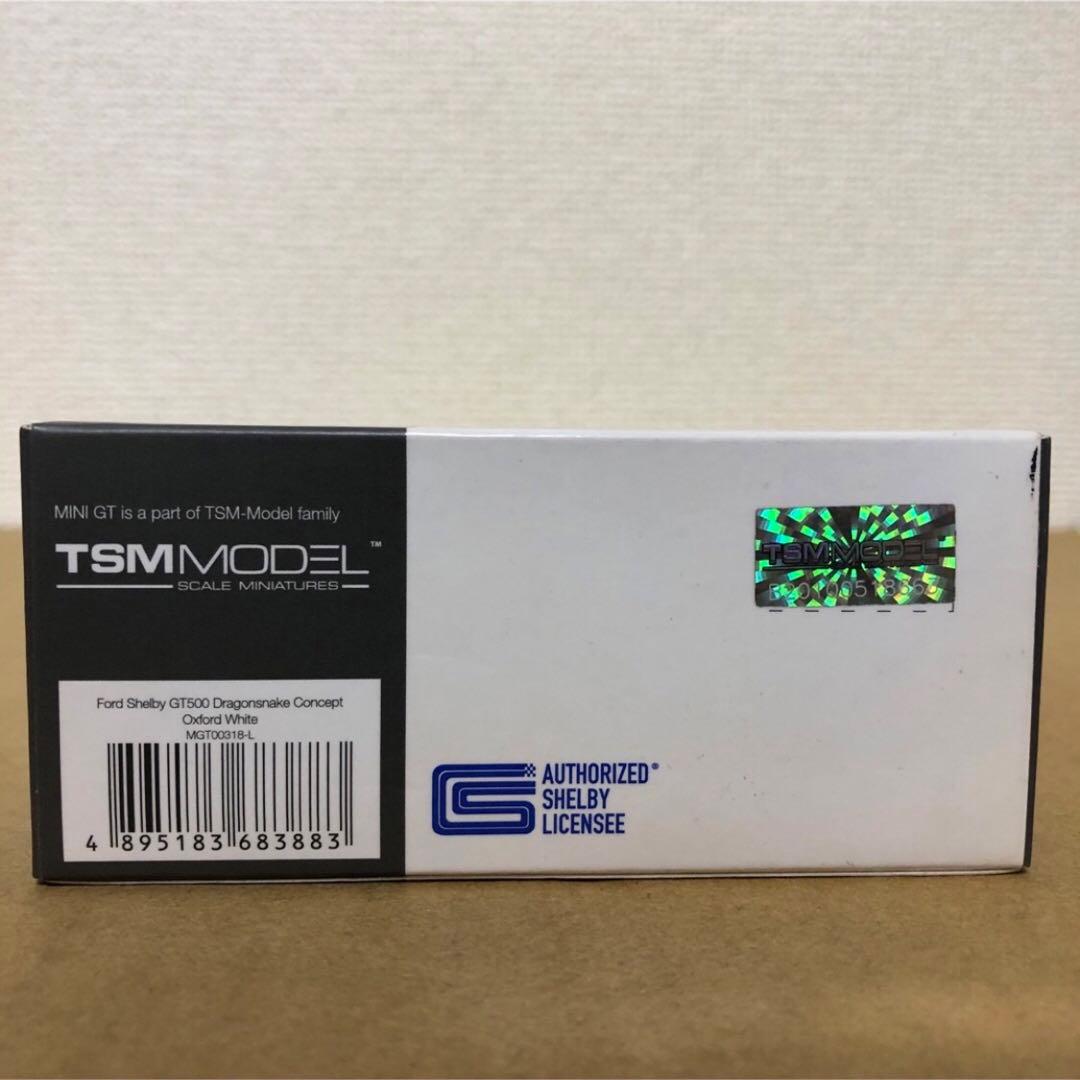 MINI GT is a part of TSM-Model family
TSMMODEL™
SCALE MINIATURES
Ford Shelby GT500 Dragonsnake Concept
Oxford White
MGT00318-L
4 895183 683883
TSMMODEL
AUTHORIZED®
SHELBY
LICENSEE